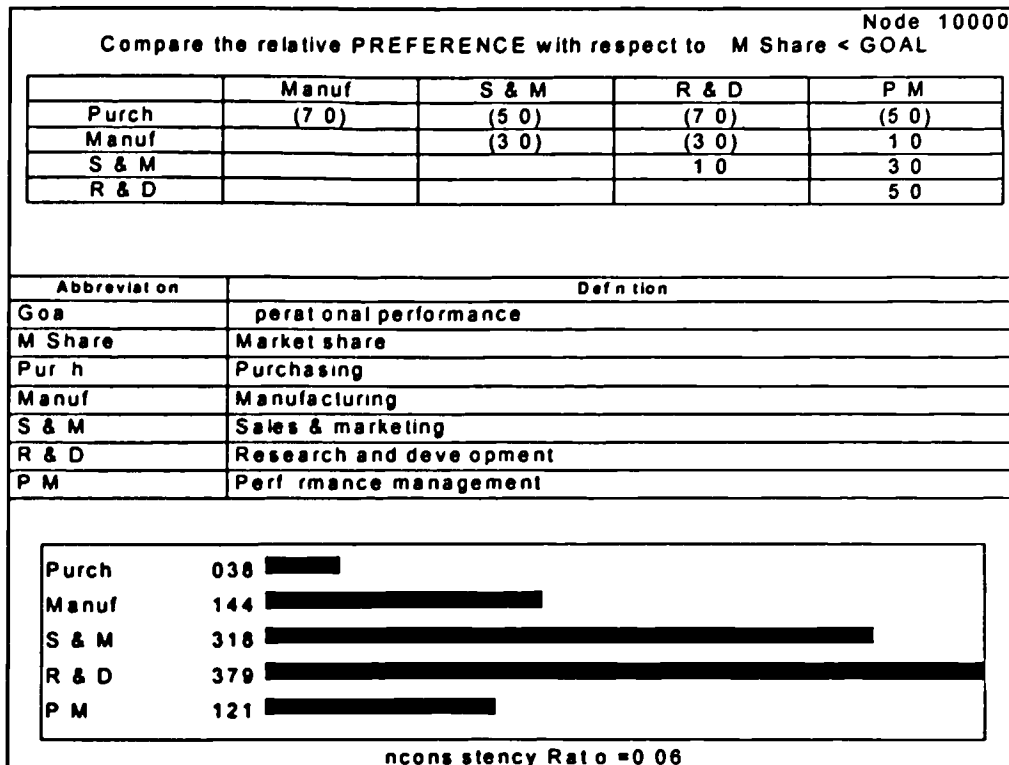 Node 10000
Compare the relative PREFERENCE with respect to M Share < GOAL
Manuf S & M R & D P M
Purch (7 0) (5 0) (7 0) (5 0)
Manuf (3 0) (3 0) 1 0
S & M 1 0 3 0
R & D 5 0
Abbreviat on Def n tion
Goa perat onal performance
M Share Market share
Pur h Purchasing
Manuf Manufacturing
S & M Sales & marketing
R & D Research and deve opment
P M Perf rmance management
Purch 038
Manuf 144
S & M 318
R & D 379
P M 121
ncons stency Rat o =0 06